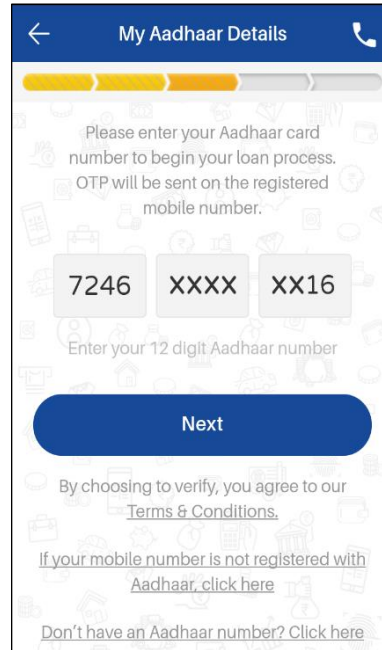 My Aadhaar Details
Please enter your Aadhaar card
number to begin your loan process.
OTP will be sent on the registered
mobile number.
7246 XXXX XX16
Enter your 12 digit Aadhaar number
Next
By choosing to verify, you agree to our
Terms & Conditions.
If your mobile number is not registered with
Aadhaar, click here
Don't have an Aadhaar number? Click here